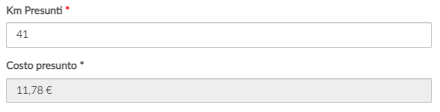 Km Presunti *
41
Costo presunto *
11,78 €